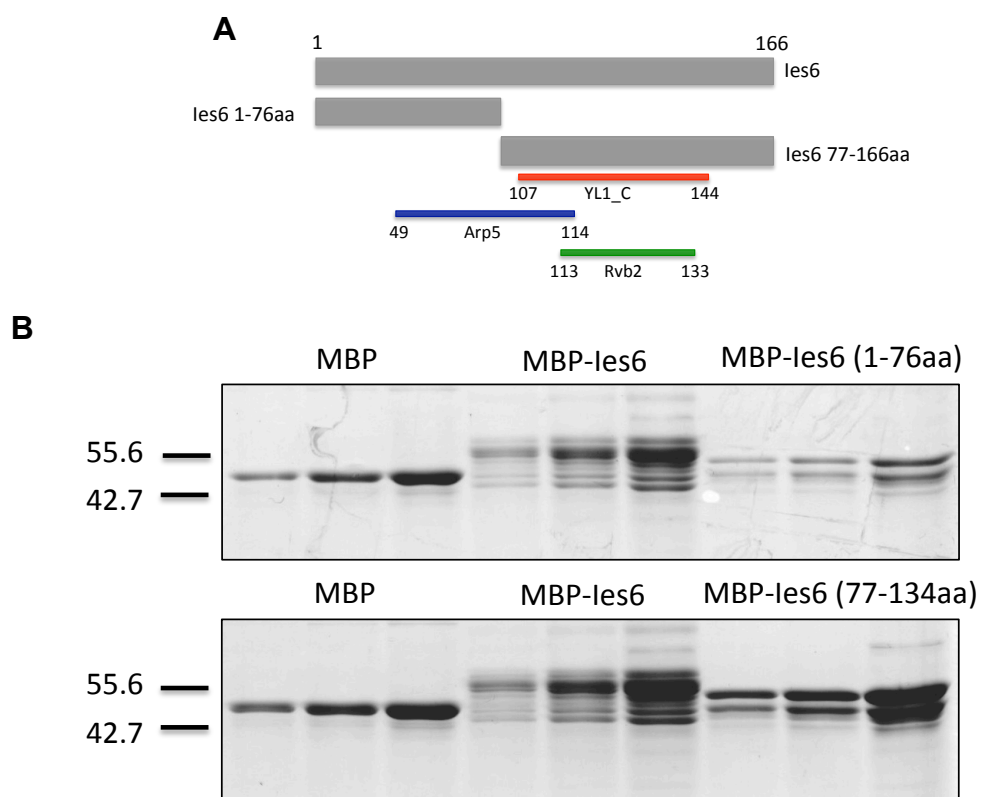 A
1 166
Ies6
Ies6 1-76aa
Ies6 77-166aa
107 YL1_C 144
49 Arp5 114
113 Rvb2 133
B
MBP MBP-Ies6 MBP-Ies6 (1-76aa)
55.6
42.7
MBP MBP-Ies6 MBP-Ies6 (77-134aa)
55.6
42.7